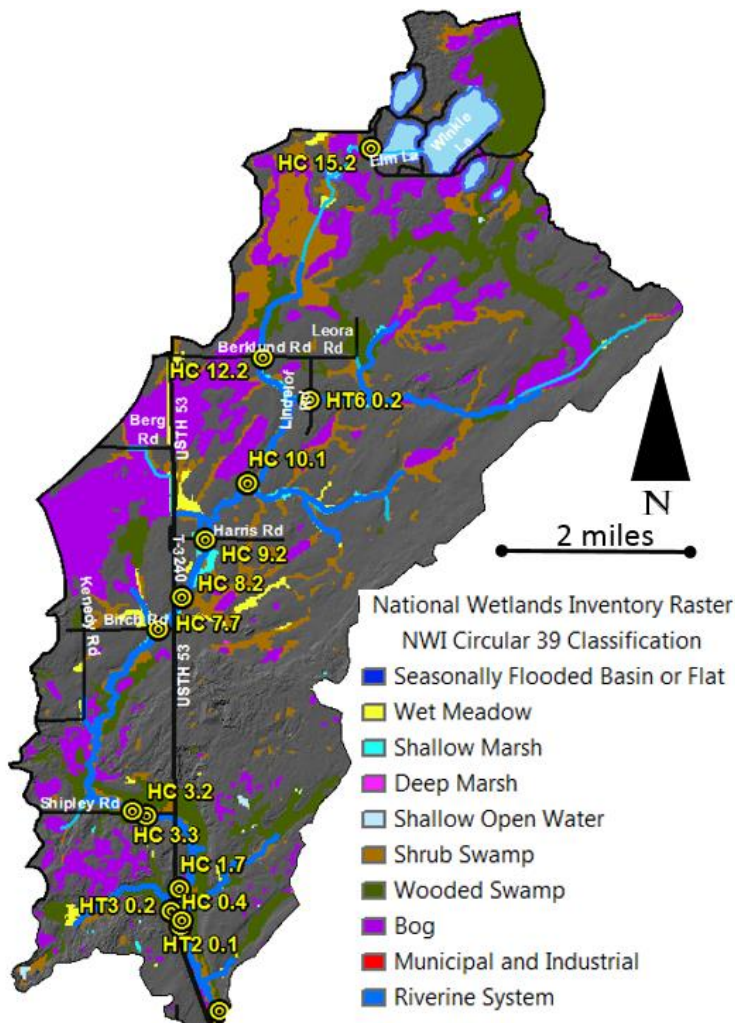 HC 15.2
Elm La
Winkle La
Berklund Rd
Leora Rd
HC 12.2
Linderof Rd
HT6 0.2
Berg Rd
USTH 53
HC 10.1
N
2 miles
Harris Rd
T-3240
HC 9.2
HC 8.2
Kenedy Rd
Birch Rd
HC 7.7
USTH 53
HC 3.2
Shipley Rd
HC 3.3
HC 1.7
HT3 0.2
HC 0.4
HT2 0.1
National Wetlands Inventory Raster
NWI Circular 39 Classification
Seasonally Flooded Basin or Flat
Wet Meadow
Shallow Marsh
Deep Marsh
Shallow Open Water
Shrub Swamp
Wooded Swamp
Bog
Municipal and Industrial
Riverine System